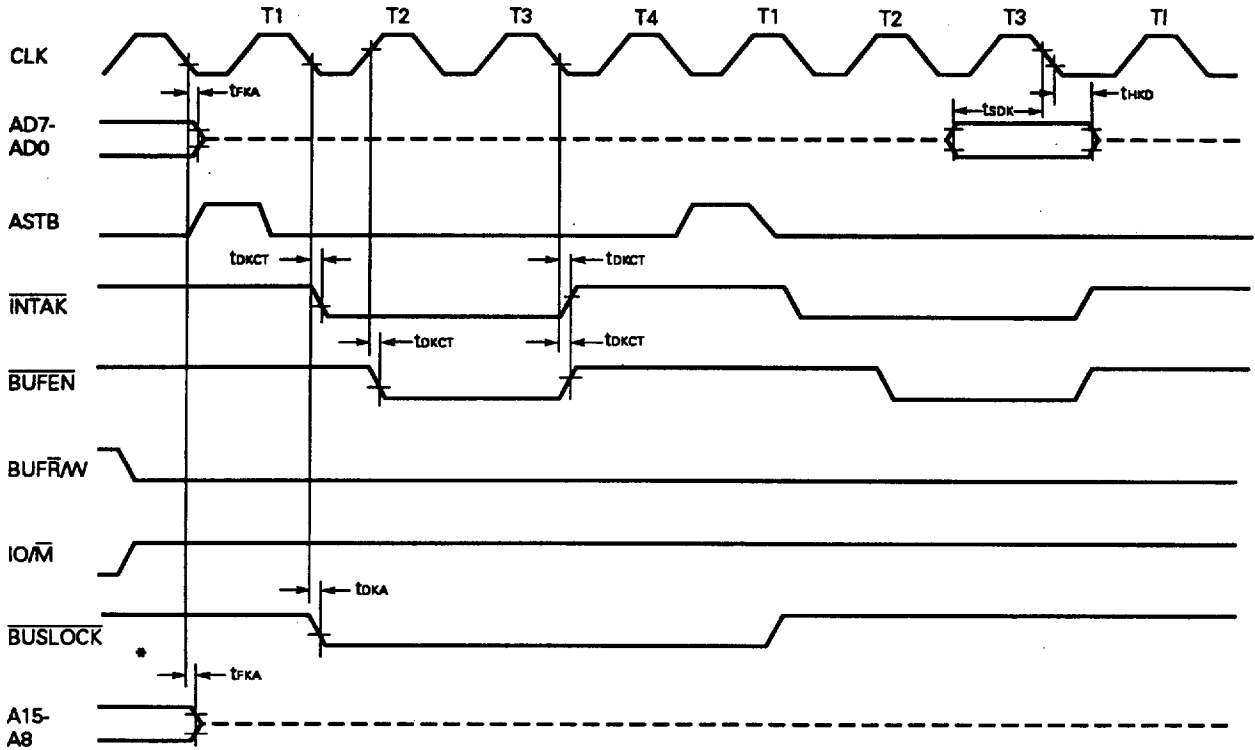 T1 T2 T3 T4 T1 T2 T3 TI
CLK
tFKA
tSDK
tHKD
AD7-
AD0
ASTB
tDKCT tDKCT
INTAK
tDKCT tDKCT
BUFEN
BUFR/W
IO/M
tDKA
BUSLOCK
*
tFKA
A15-
A8